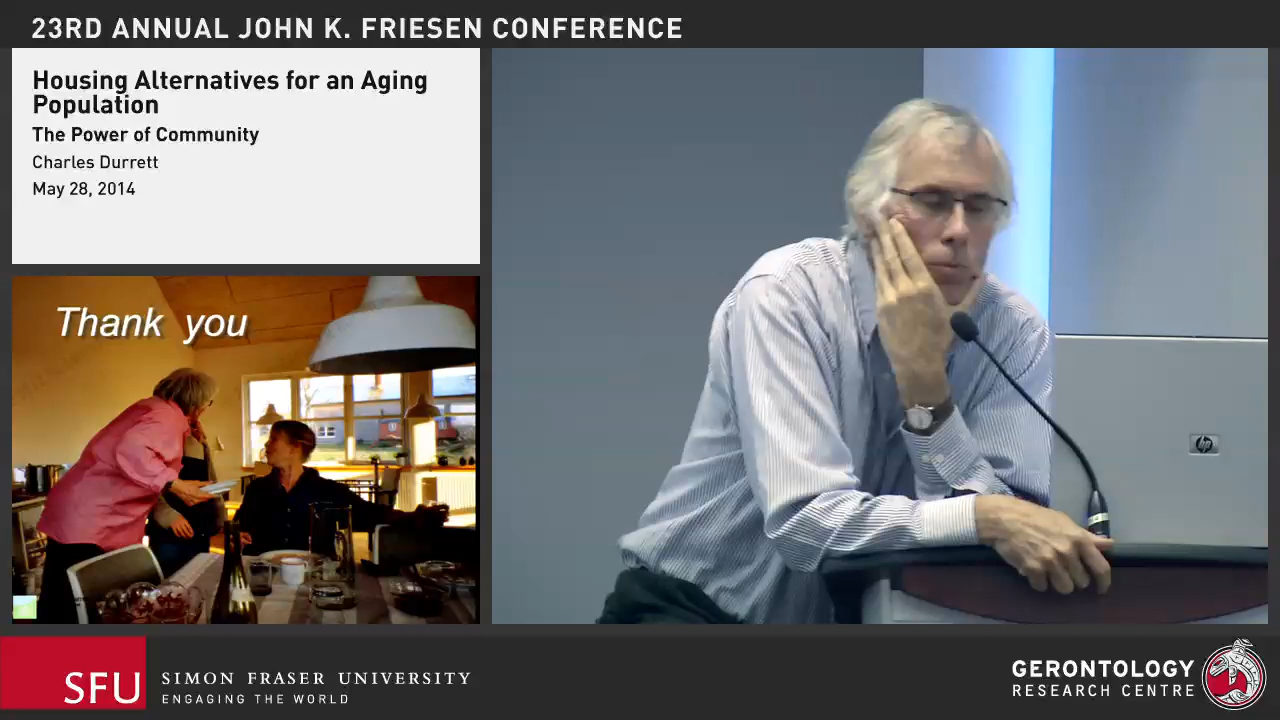 23RD ANNUAL JOHN K. FRIESEN CONFERENCE
Housing Alternatives for an Aging
Population
The Power of Community
Charles Durrett
May 28, 2014
Thank you
hp
SFU
SIMON FRASER UNIVERSITY
ENGAGING THE WORLD
GERONTOLOGY
RESEARCH CENTRE